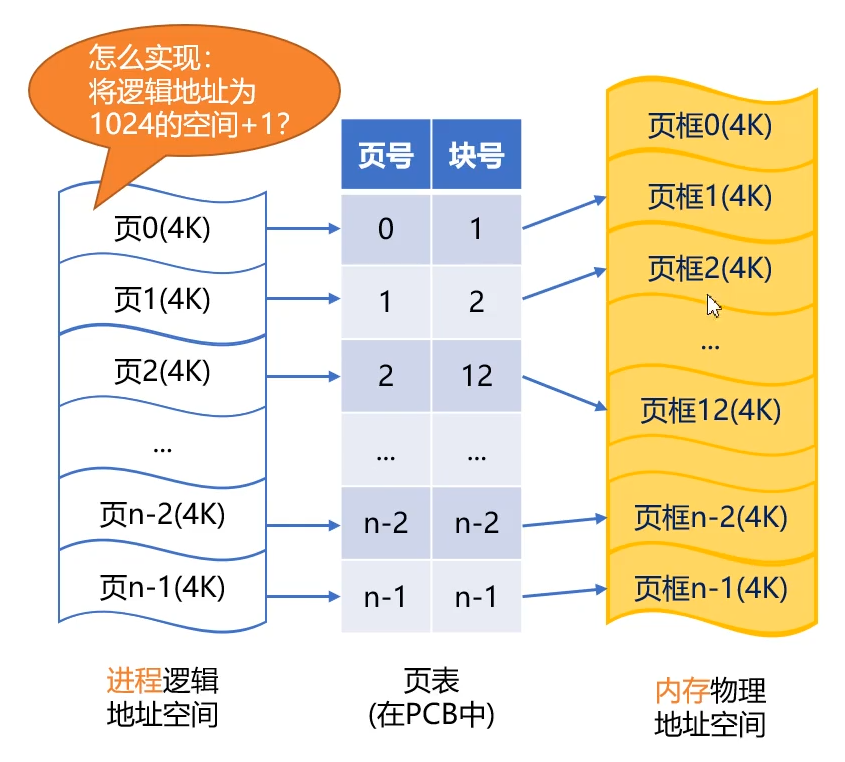 怎么实现：
将逻辑地址为
1024的空间+1？
页0(4K)
页1(4K)
页2(4K)
...
页n-2(4K)
页n-1(4K)
进程逻辑
地址空间
页号 块号
0 1
1 2
2 12
... ...
n-2 n-2
n-1 n-1
页表
(在PCB中)
页框0(4K)
页框1(4K)
页框2(4K)
...
页框12(4K)
页框n-2(4K)
页框n-1(4K)
内存物理
地址空间